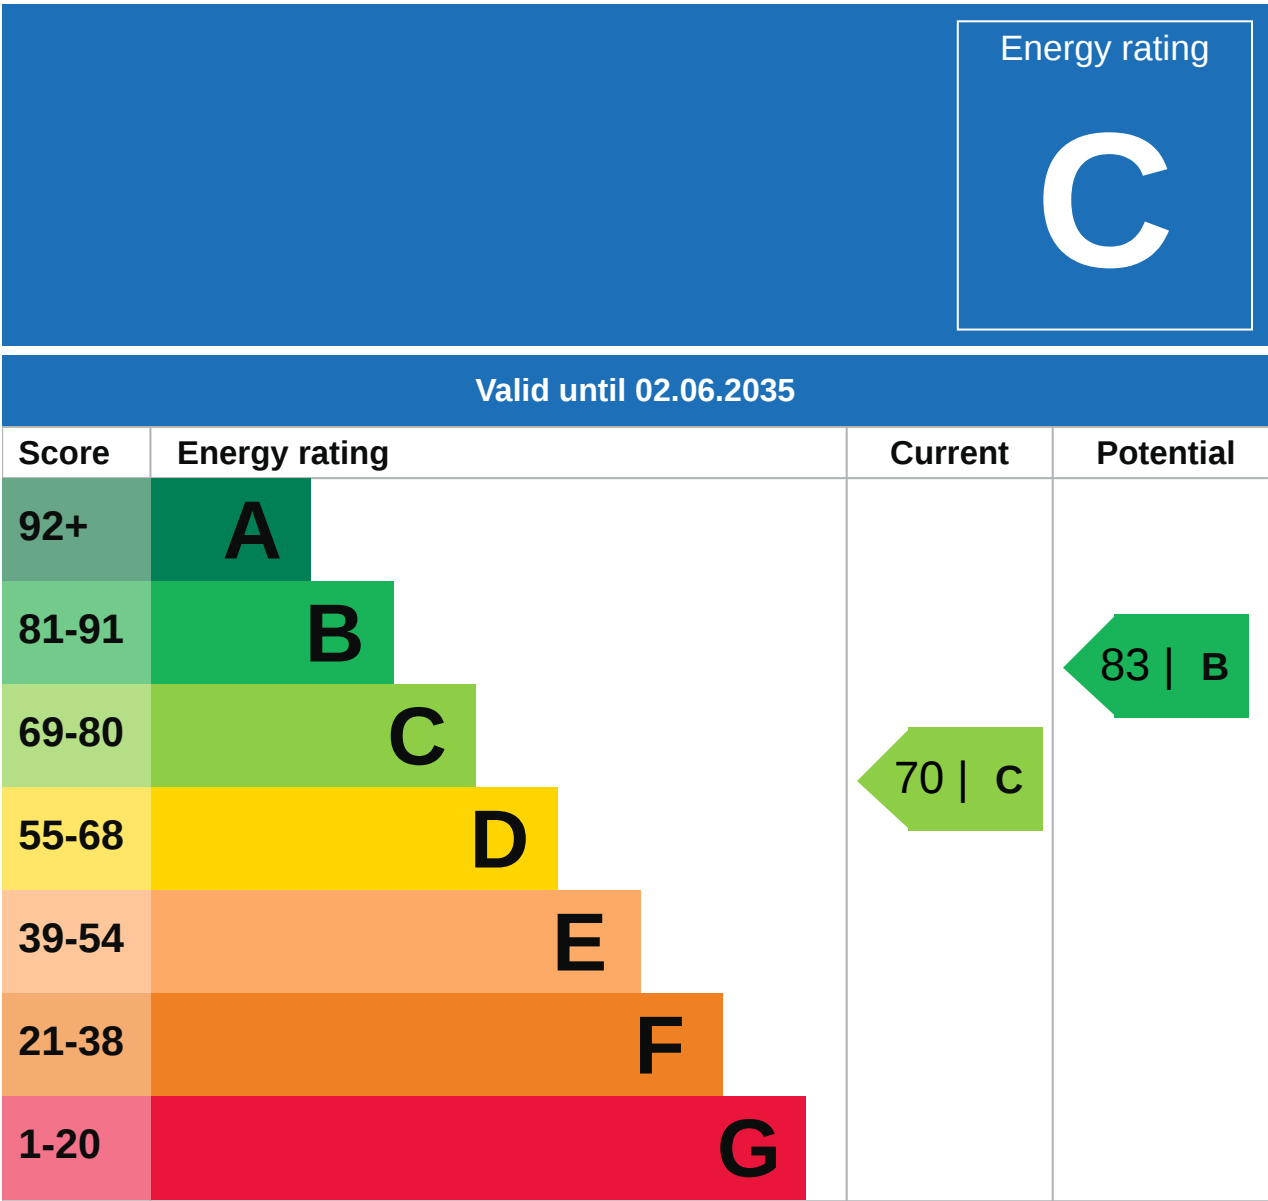 Energy rating
C
Valid until 02.06.2035
Score Energy rating Current Potential
92+ A
81-91 B
83 | B
69-80 C
70 | C
55-68 D
39-54 E
21-38 F
1-20 G